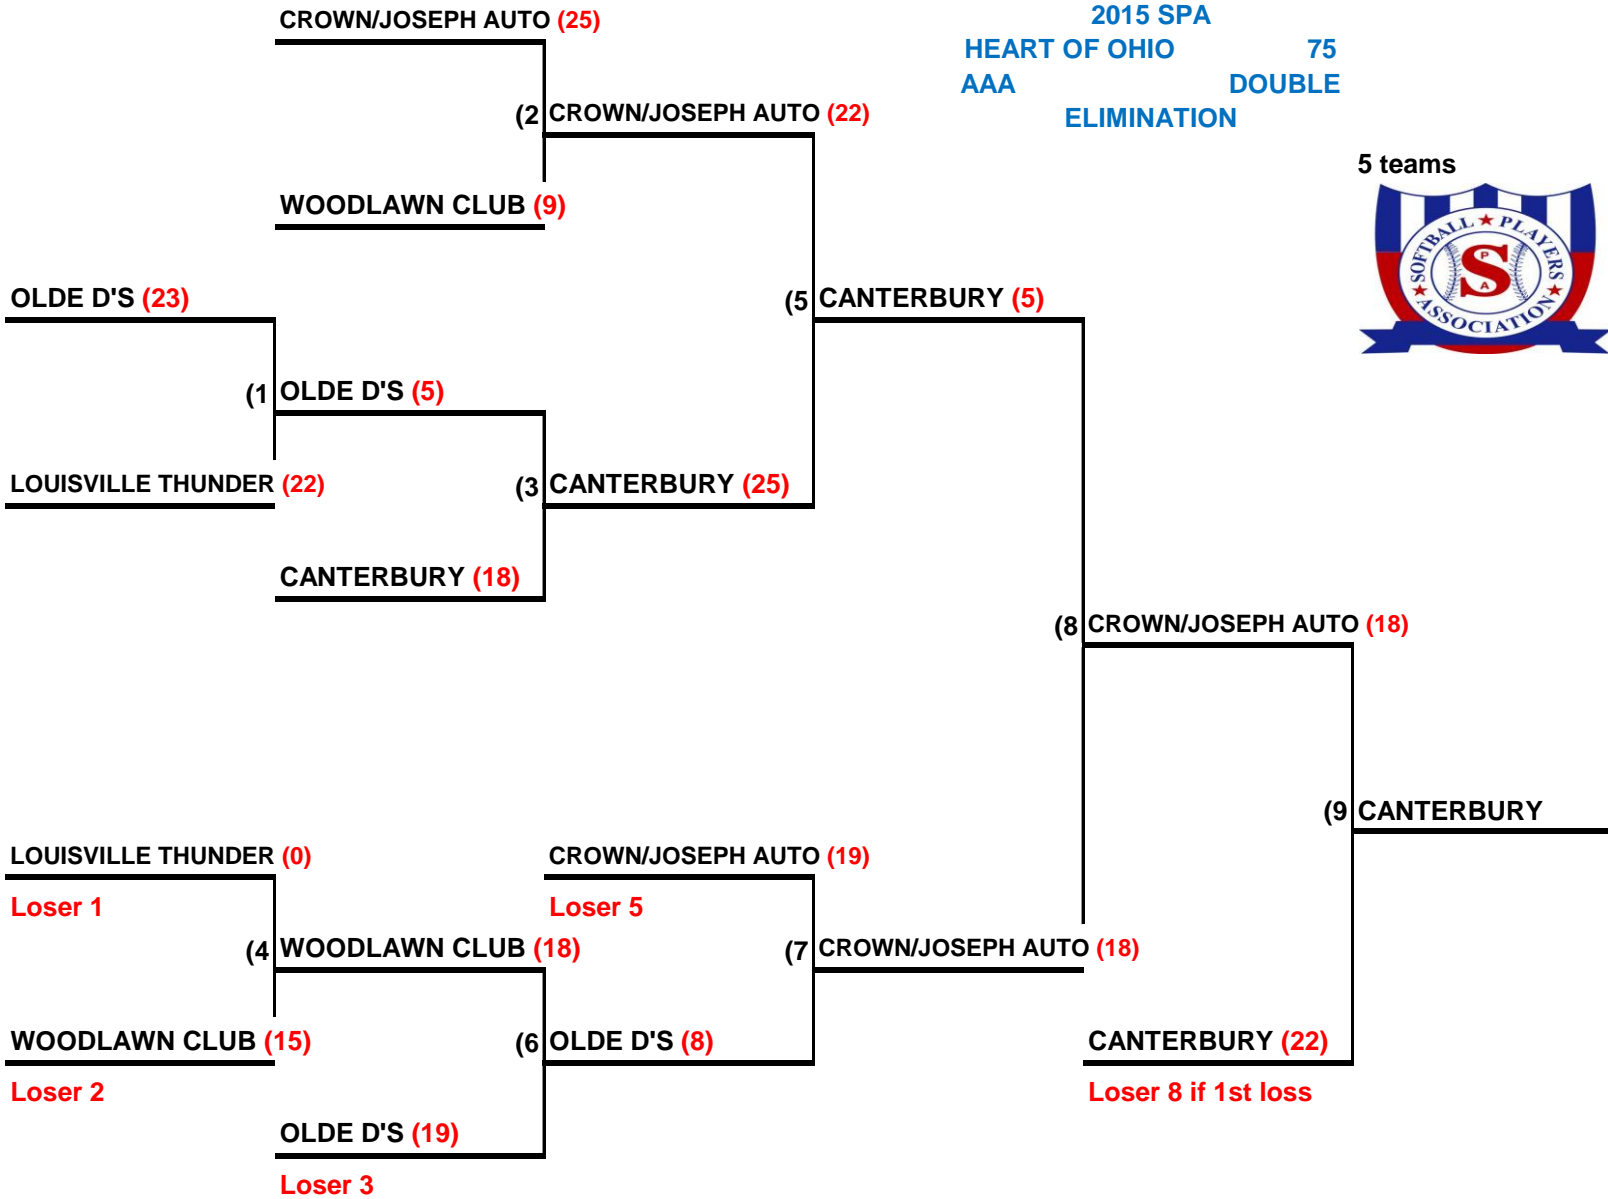 CROWN/JOSEPH AUTO (25)
2015 SPA
HEART OF OHIO 75
AAA DOUBLE
ELIMINATION
(2 CROWN/JOSEPH AUTO (22)
5 teams
WOODLAWN CLUB (9)
SOFTBALL ★ PLAYERS ★ ASSOCIATION ★
P
S
A
OLDE D'S (23)
(5 CANTERBURY (5)
(1 OLDE D'S (5)
LOUISVILLE THUNDER (22)
(3 CANTERBURY (25)
CANTERBURY (18)
(8 CROWN/JOSEPH AUTO (18)
(9 CANTERBURY
LOUISVILLE THUNDER (0)
CROWN/JOSEPH AUTO (19)
Loser 1
Loser 5
(4 WOODLAWN CLUB (18)
(7 CROWN/JOSEPH AUTO (18)
WOODLAWN CLUB (15)
(6 OLDE D'S (8)
CANTERBURY (22)
Loser 2
Loser 8 if 1st loss
OLDE D'S (19)
Loser 3